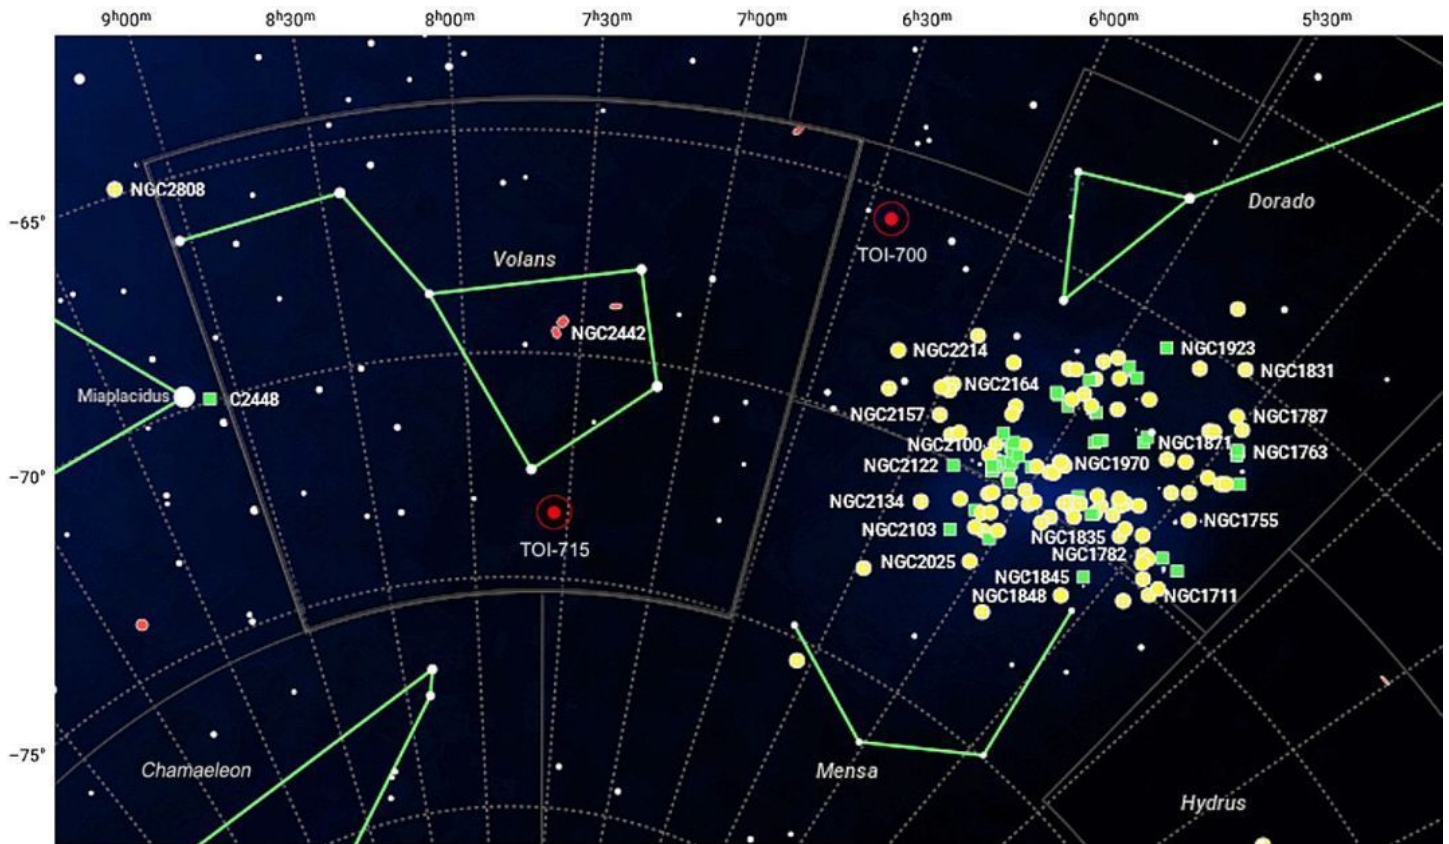 9ʰ00ᵐ 8ʰ30ᵐ 8ʰ00ᵐ 7ʰ30ᵐ 7ʰ00ᵐ 6ʰ30ᵐ 6ʰ00ᵐ 5ʰ30ᵐ
NGC2808
-65°
Dorado
Volans
TOI-700
NGC2442
NGC2214
NGC1923
NGC1831
NGC2164
Miaplacidus
C2448
NGC2157
NGC1787
NGC2100
NGC1871
NGC1763
NGC2122
NGC1970
-70°
NGC2134
NGC1755
NGC2103
NGC1835
TOI-715
NGC1782
NGC2025
NGC1845
NGC1848
NGC1711
-75°
Chamaeleon
Mensa
Hydrus